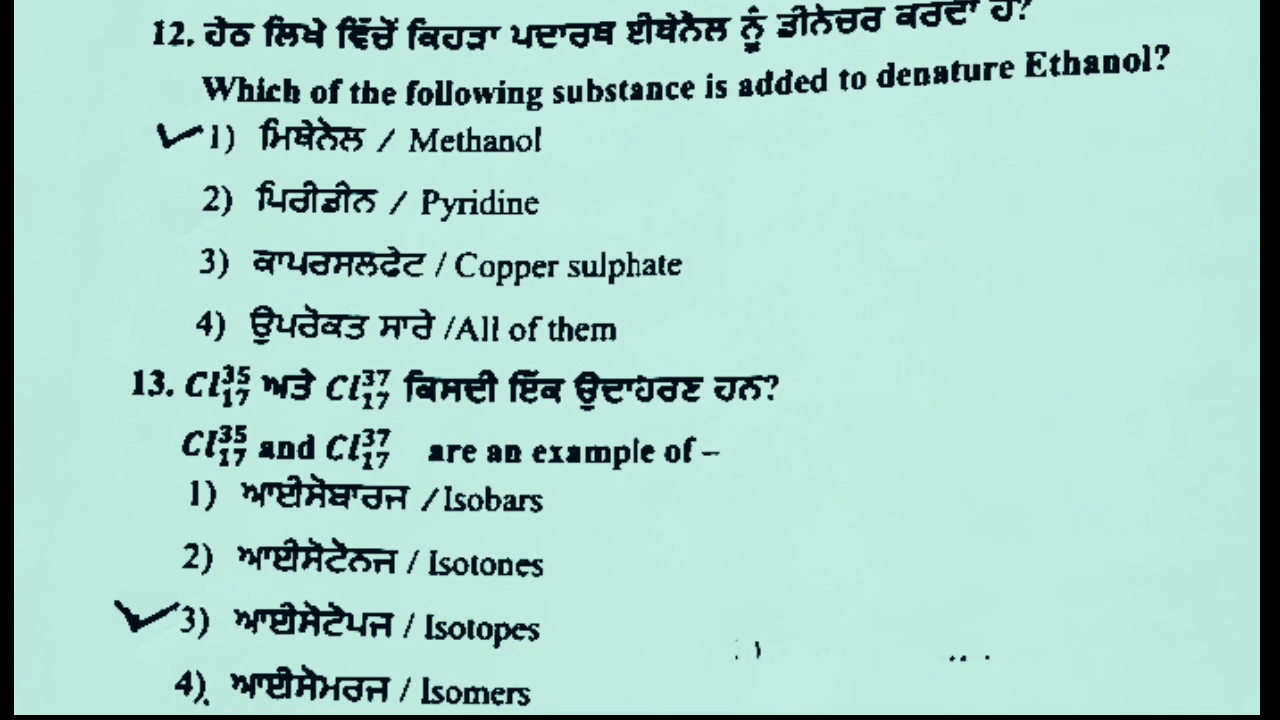 12. ਹੇਠ ਲਿਖੇ ਵਿੱਚੋਂ ਕਿਹੜਾ ਪਦਾਰਥ ਈਥੇਨੈਲ ਨੂੰ ਡੀਨੇਚਰ ਕਰਦਾ ਹੈ?
Which of the following substance is added to denature Ethanol?
1) ਮਿਥੇਨੋਲ / Methanol
2) ਪਿਰੀਡੀਨ / Pyridine
3) ਕਾਪਰਸਲਫੇਟ / Copper sulphate
4) ਉਪਰੋਕਤ ਸਾਰੇ /All of them
13. Cl³⁵₁₇ ਅਤੇ Cl³⁷₁₇ ਕਿਸਦੀ ਇੱਕ ਉਦਾਹਰਣ ਹਨ?
Cl³⁵₁₇ and Cl³⁷₁₇ are an example of –
1) ਆਈਸੋਬਾਰਜ /Isobars
2) ਆਈਸੋਟੋਨਜ / Isotones
3) ਆਈਸੋਟੋਪਜ / Isotopes
4) ਆਈਸੋਮਰਜ / Isomers